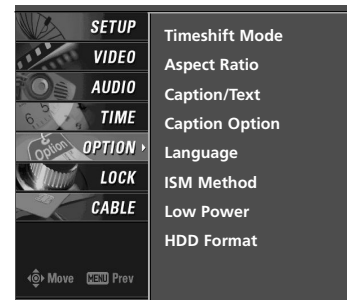 SETUP
VIDEO
AUDIO
TIME
OPTION
LOCK
CABLE
Move MENU Prev
Timeshift Mode
Aspect Ratio
Caption/Text
Caption Option
Language
ISM Method
Low Power
HDD Format